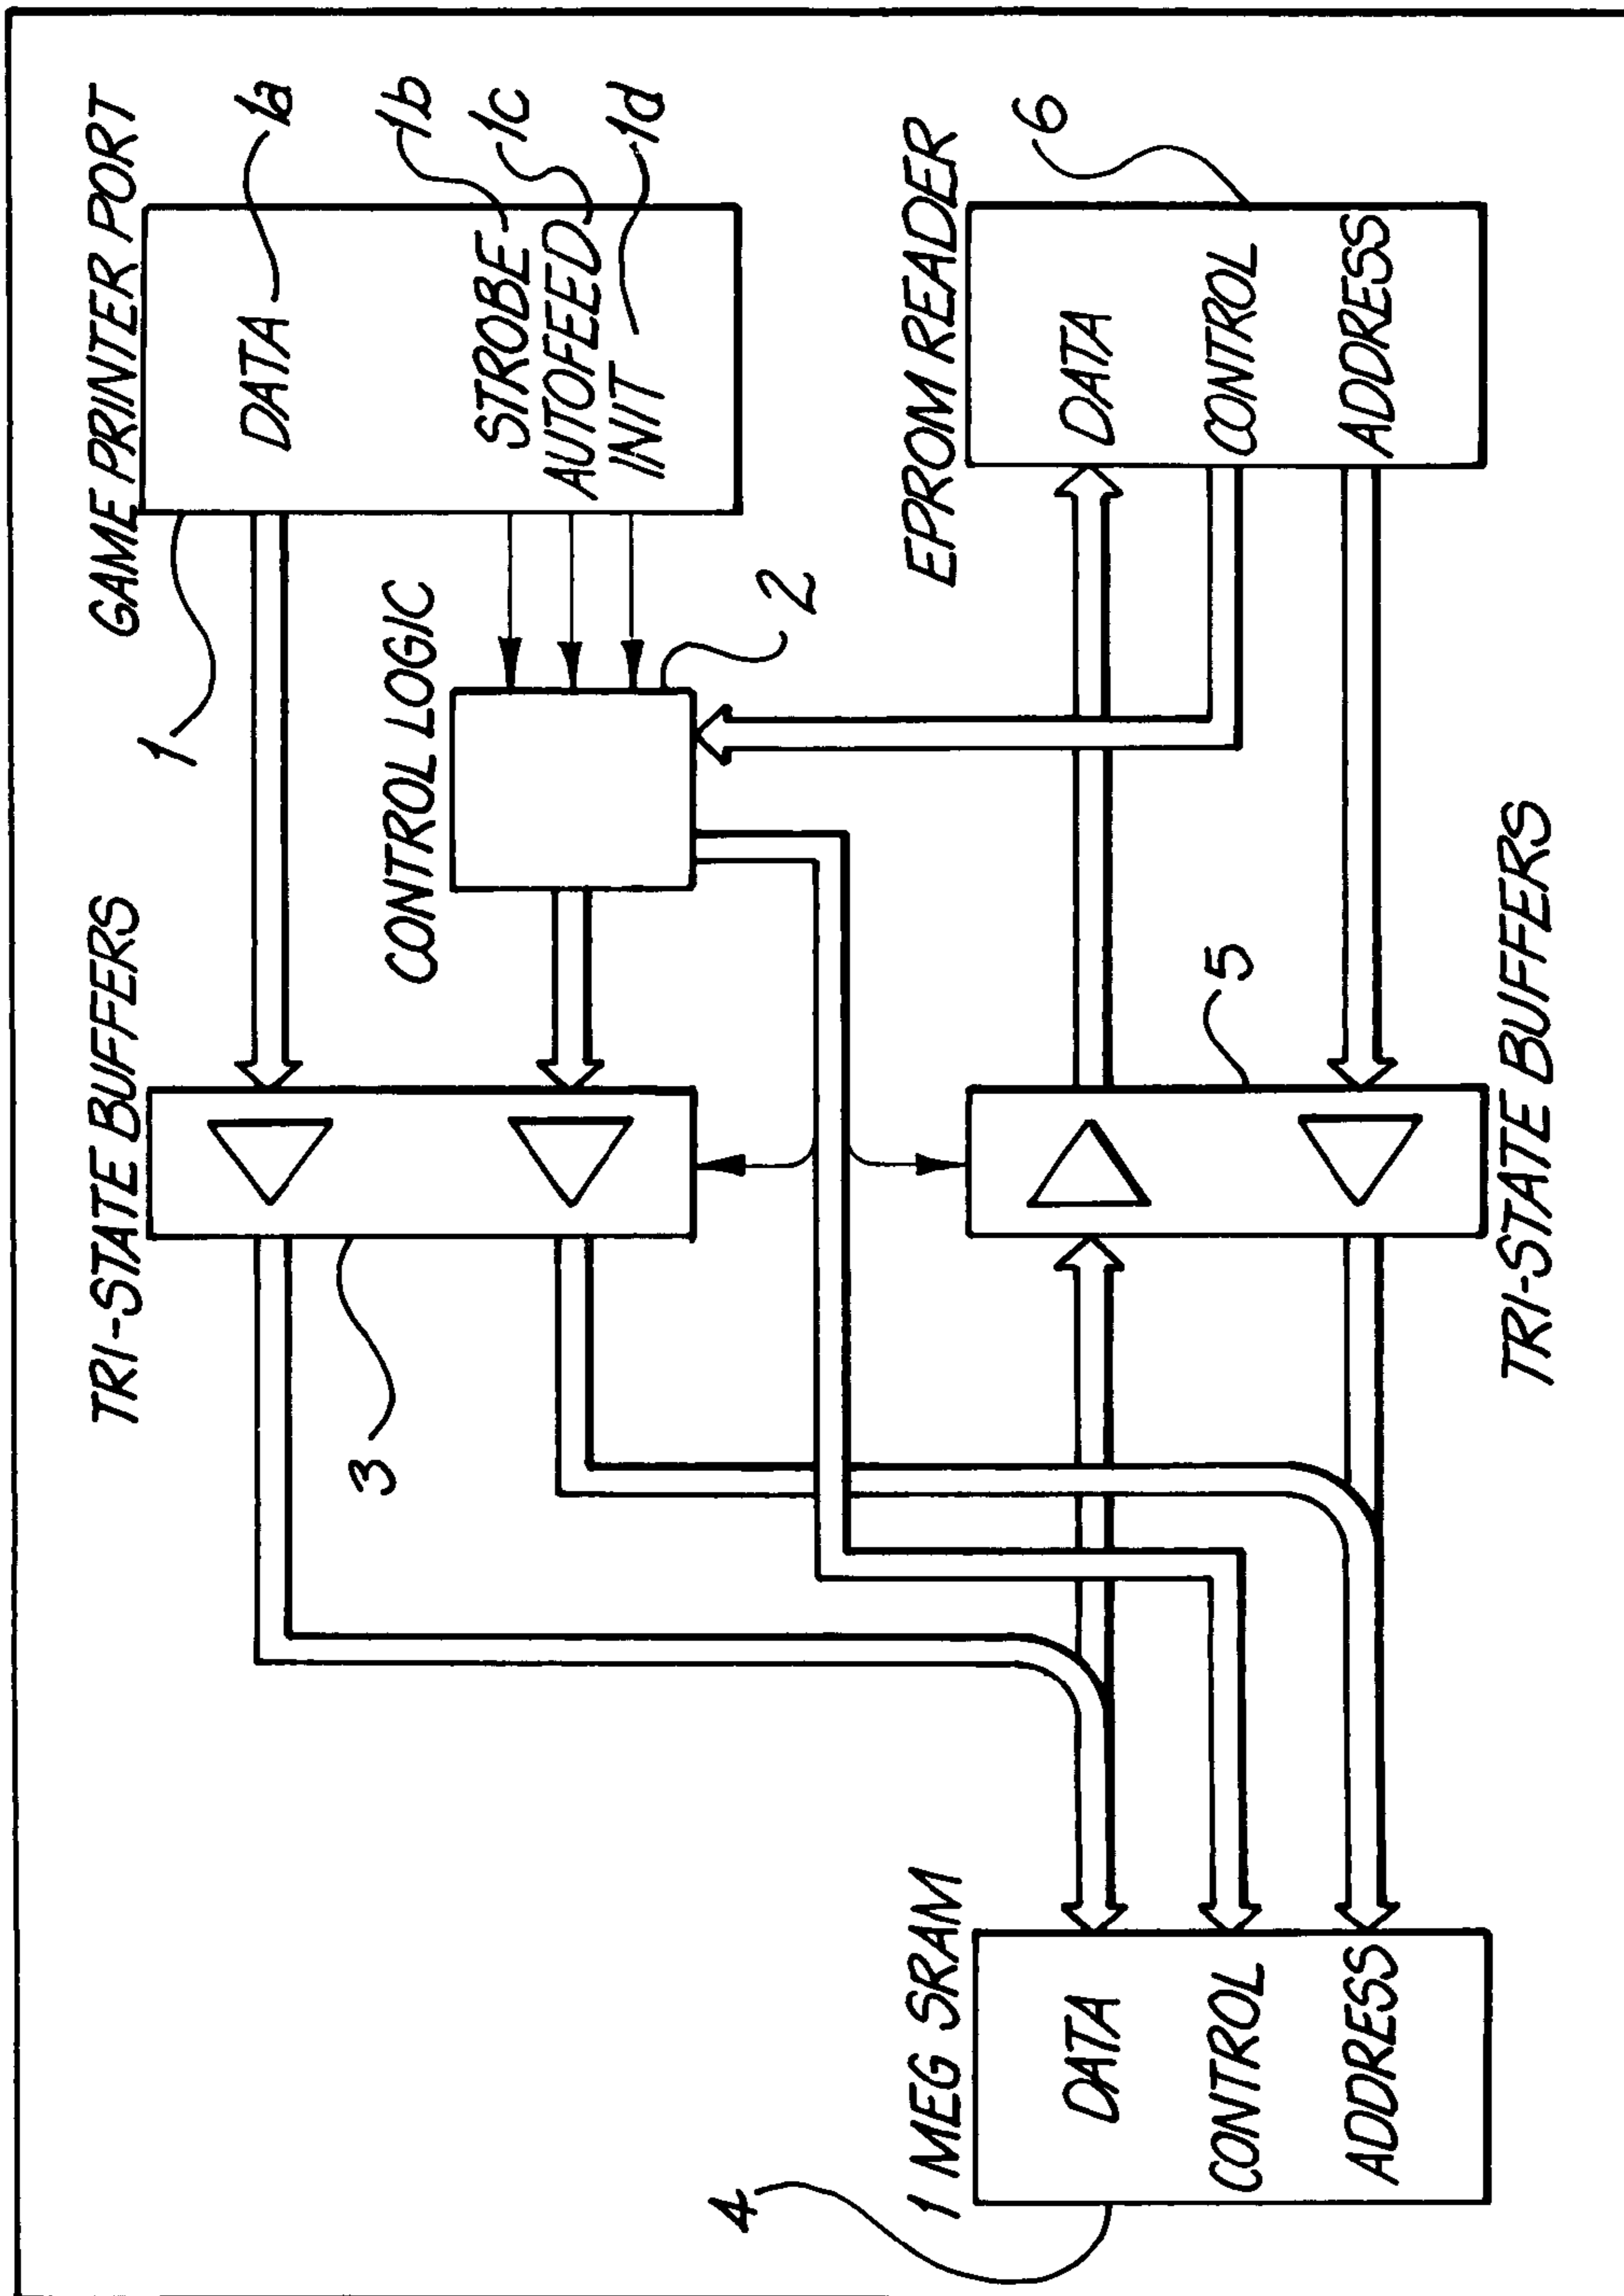 TRI-STATE BUFFERS
GAME PRINTER PORT
1
DATA
1a
3
CONTROL LOGIC
1b
STROBE
1c
AUTOFEED
INIT
1d
4
2
1 MEG SRAM
EPROM READER
6
DATA
DATA
CONTROL
5
CONTROL
ADDRESS
ADDRESS
TRI-STATE BUFFERS